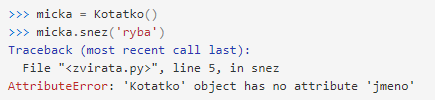 >>> micka = Kotatko()
>>> micka.snez('ryba')
Traceback (most recent call last):
  File "<zvirata.py>", line 5, in snez
AttributeError: 'Kotatko' object has no attribute 'jmeno'